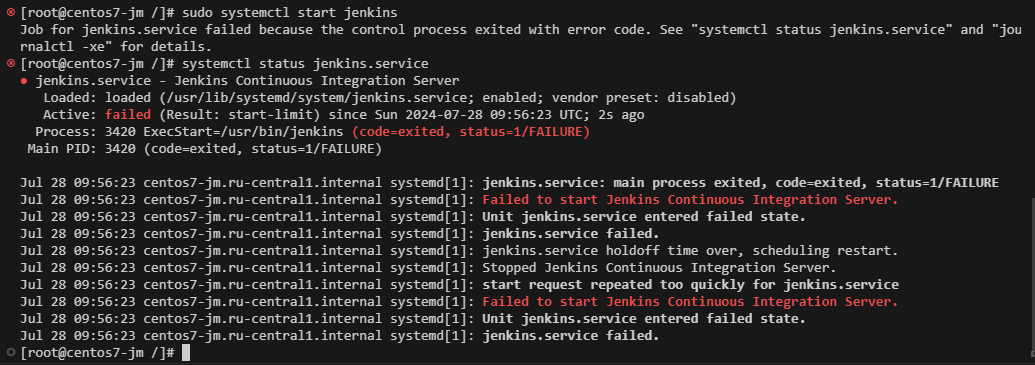 [root@centos7-jm /]# sudo systemctl start jenkins
Job for jenkins.service failed because the control process exited with error code. See "systemctl status jenkins.service" and "jou
rnalctl -xe" for details.
[root@centos7-jm /]# systemctl status jenkins.service
● jenkins.service - Jenkins Continuous Integration Server
Loaded: loaded (/usr/lib/systemd/system/jenkins.service; enabled; vendor preset: disabled)
Active: failed (Result: start-limit) since Sun 2024-07-28 09:56:23 UTC; 2s ago
Process: 3420 ExecStart=/usr/bin/jenkins (code=exited, status=1/FAILURE)
Main PID: 3420 (code=exited, status=1/FAILURE)

Jul 28 09:56:23 centos7-jm.ru-central1.internal systemd[1]: jenkins.service: main process exited, code=exited, status=1/FAILURE
Jul 28 09:56:23 centos7-jm.ru-central1.internal systemd[1]: Failed to start Jenkins Continuous Integration Server.
Jul 28 09:56:23 centos7-jm.ru-central1.internal systemd[1]: Unit jenkins.service entered failed state.
Jul 28 09:56:23 centos7-jm.ru-central1.internal systemd[1]: jenkins.service failed.
Jul 28 09:56:23 centos7-jm.ru-central1.internal systemd[1]: jenkins.service holdoff time over, scheduling restart.
Jul 28 09:56:23 centos7-jm.ru-central1.internal systemd[1]: Stopped Jenkins Continuous Integration Server.
Jul 28 09:56:23 centos7-jm.ru-central1.internal systemd[1]: start request repeated too quickly for jenkins.service
Jul 28 09:56:23 centos7-jm.ru-central1.internal systemd[1]: Failed to start Jenkins Continuous Integration Server.
Jul 28 09:56:23 centos7-jm.ru-central1.internal systemd[1]: Unit jenkins.service entered failed state.
Jul 28 09:56:23 centos7-jm.ru-central1.internal systemd[1]: jenkins.service failed.
[root@centos7-jm /]#